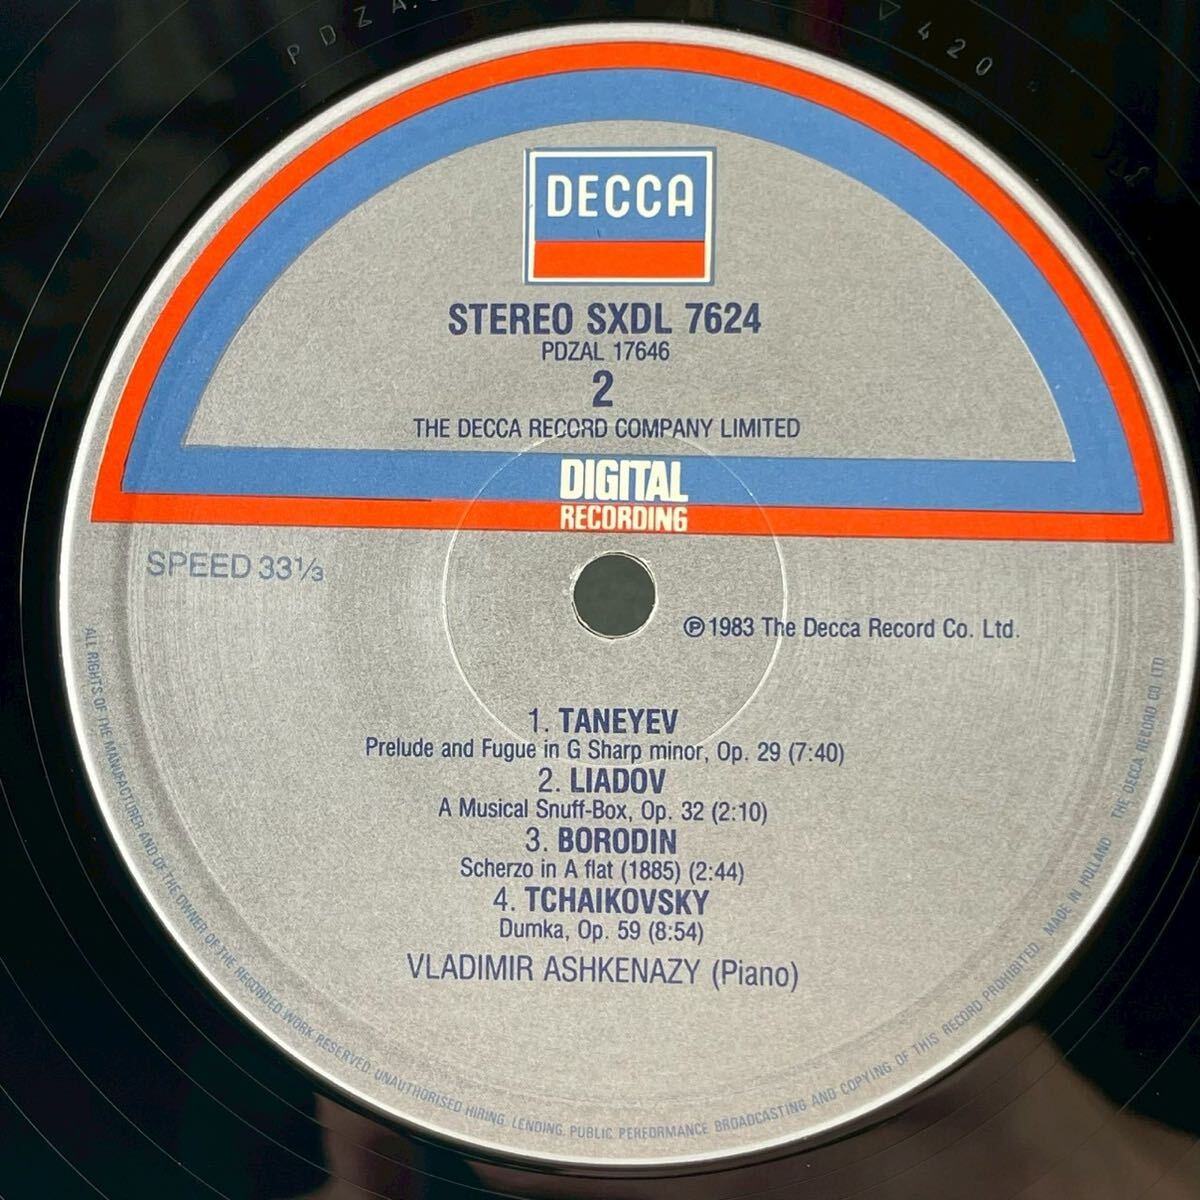 PDZA
▽420
DECCA
STEREO SXDL 7624
PDZAL 17646
2
THE DECCA RECORD COMPANY LIMITED
DIGITAL
RECORDING
SPEED 33⅓
℗1983 The Decca Record Co. Ltd.
1. TANEYEV
Prelude and Fugue in G Sharp minor, Op. 29 (7:40)
2. LIADOV
A Musical Snuff-Box, Op. 32 (2:10)
3. BORODIN
Scherzo in A flat (1885) (2:44)
4. TCHAIKOVSKY
Dumka, Op. 59 (8:54)
VLADIMIR ASHKENAZY (Piano)
ALL RIGHTS OF THE MANUFACTURER AND OF THE OWNER OF THE RECORDED WORK RESERVED. UNAUTHORISED HIRING, LENDING, PUBLIC PERFORMANCE BROADCASTING AND COPYING OF THIS RECORD PROHIBITED. MADE IN HOLLAND THE DECCA RECORD CO LTD